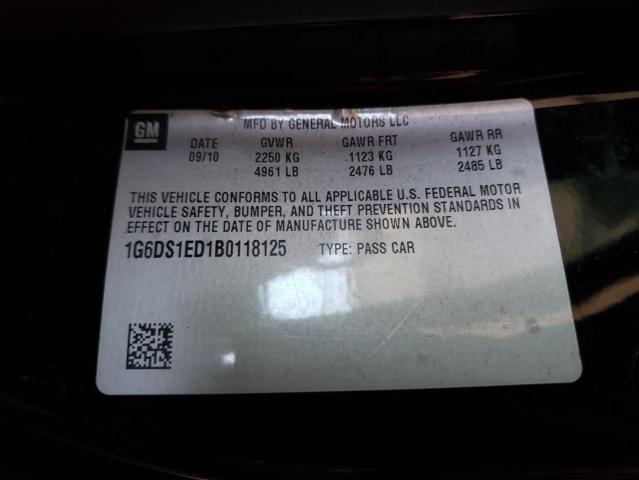 GM
MFD BY GENERAL MOTORS LLC
DATE GVWR GAWR FRT GAWR RR
09/10 2250 KG 1123 KG 1127 KG
4961 LB 2476 LB 2485 LB
THIS VEHICLE CONFORMS TO ALL APPLICABLE U.S. FEDERAL MOTOR
VEHICLE SAFETY, BUMPER, AND THEFT PREVENTION STANDARDS IN
EFFECT ON THE DATE OF MANUFACTURE SHOWN ABOVE.
1G6DS1ED1B0118125 TYPE: PASS CAR